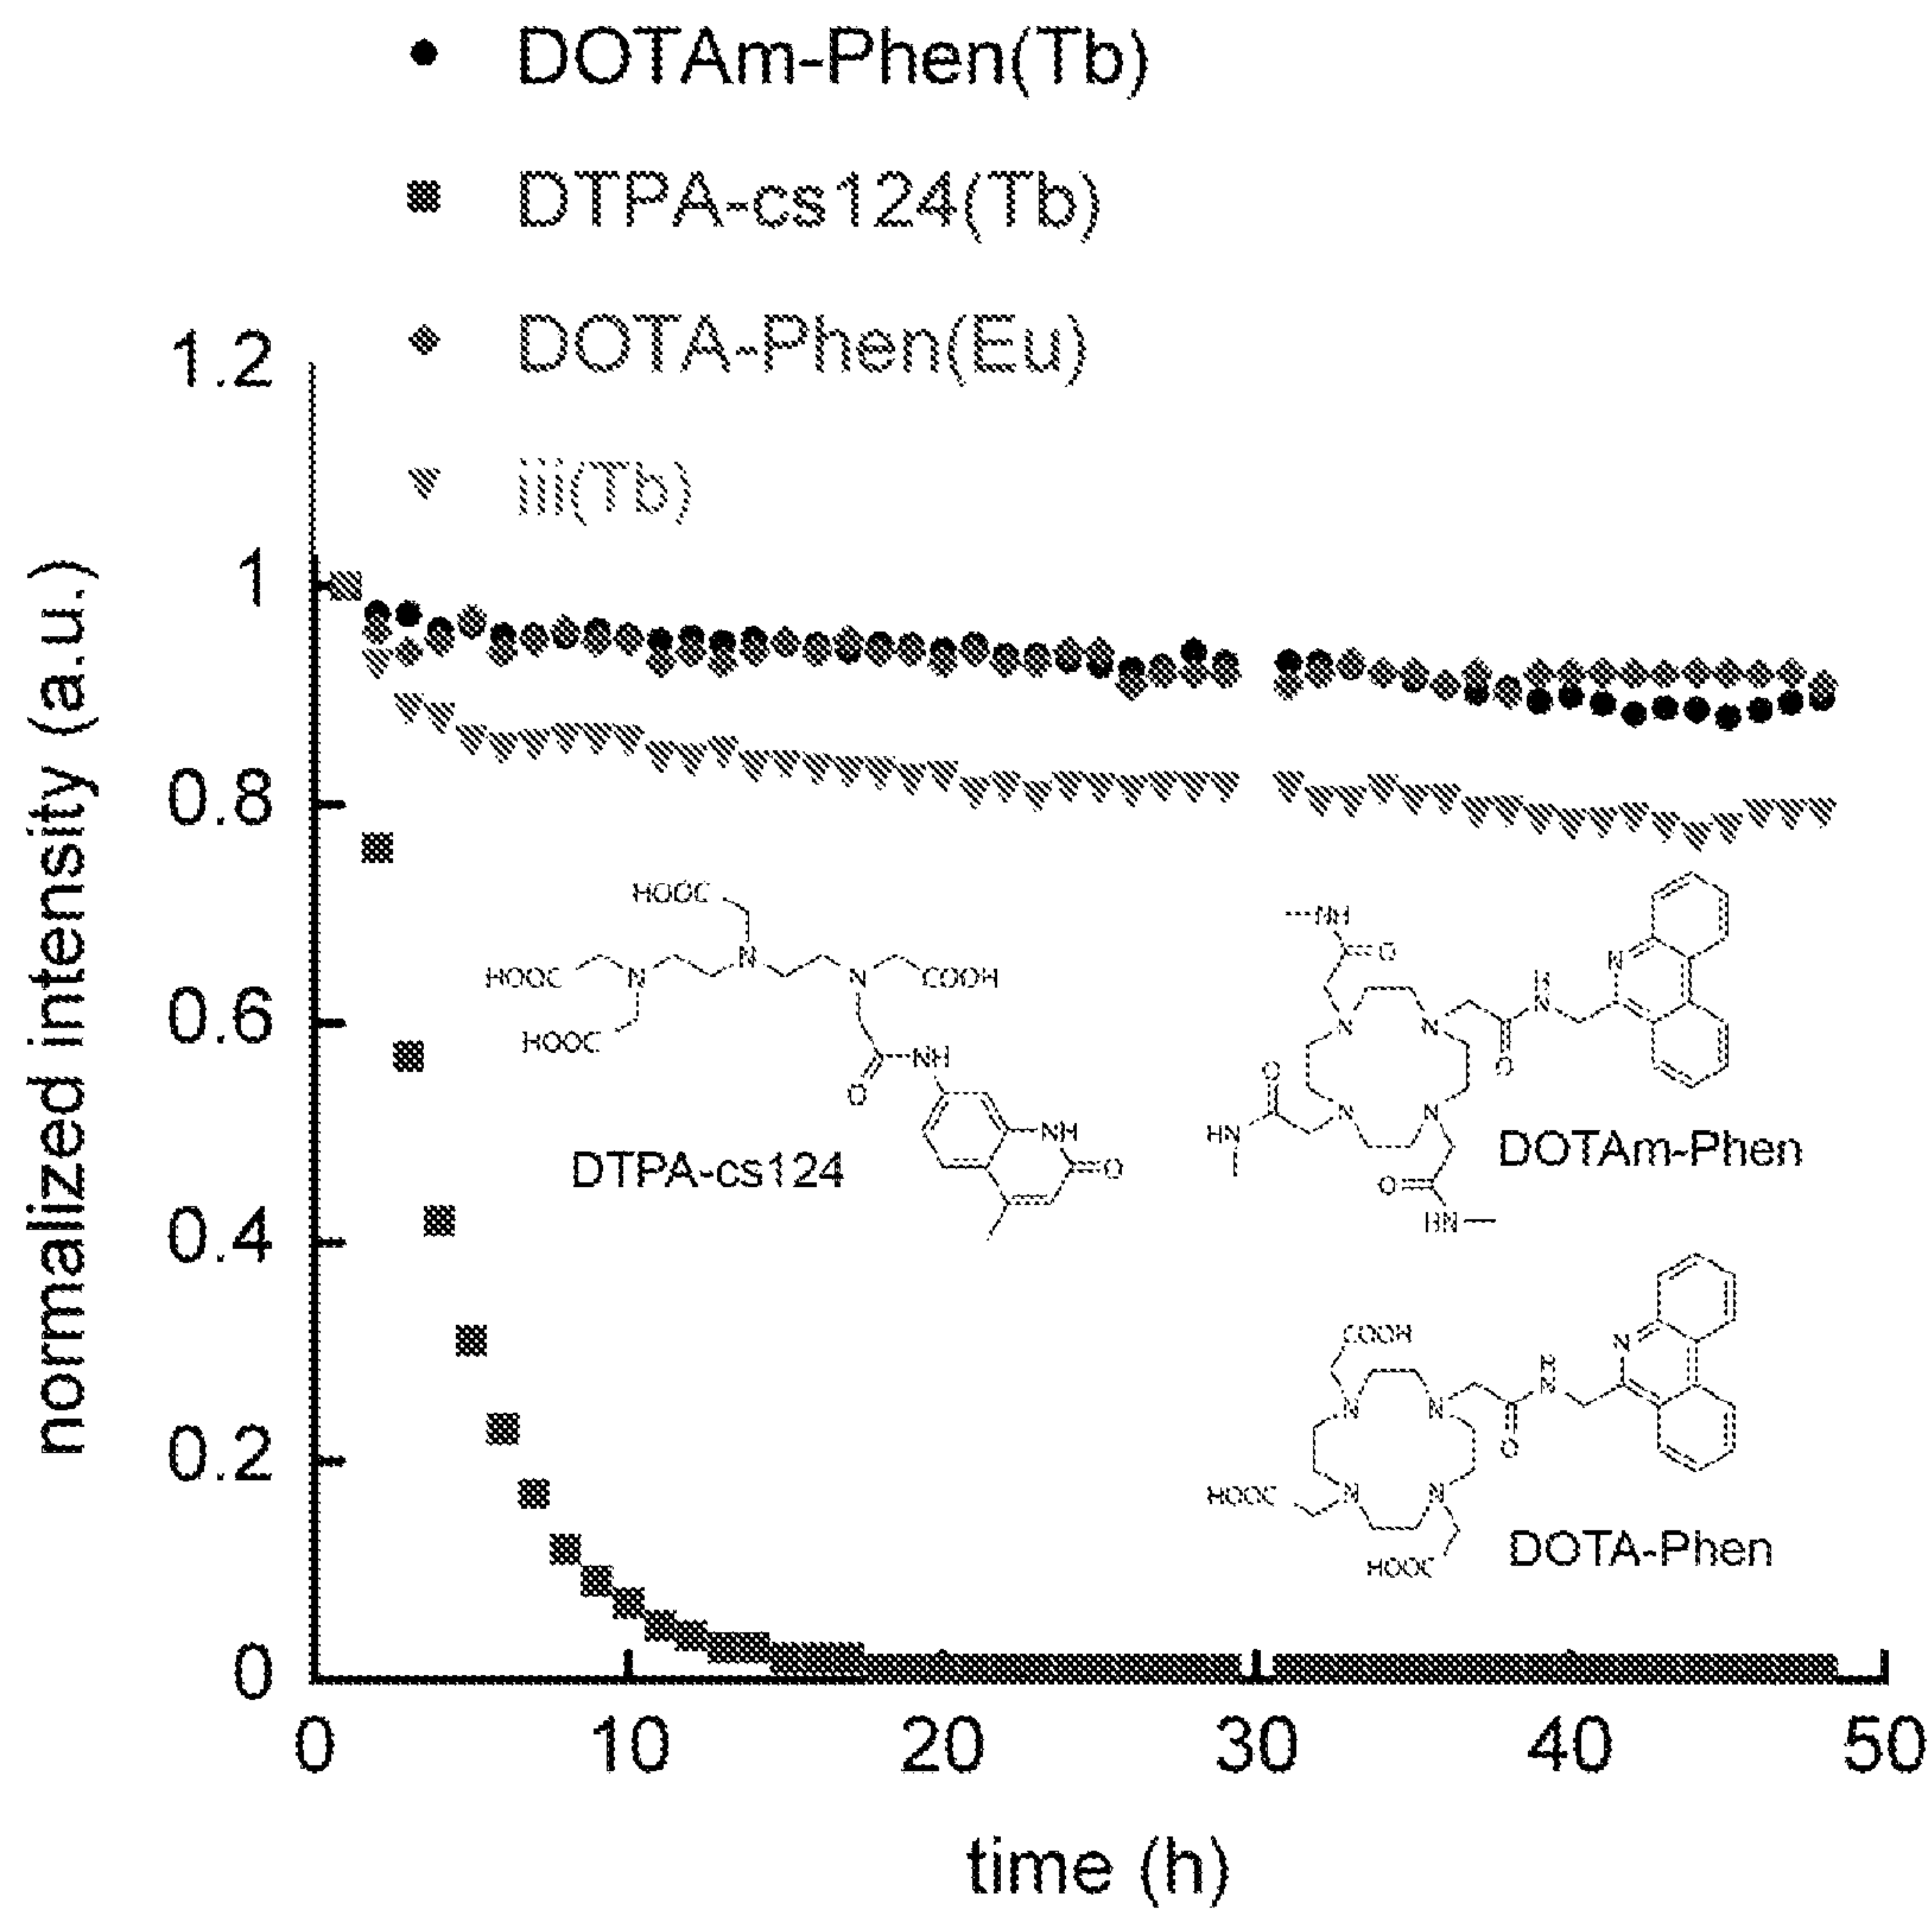 DOTAm-Phen(Tb)
DTPA-cs124(Tb)
DOTA-Phen(Eu)
iii(Tb)
normalized intensity (a.u.)
1.2
1
0.8
0.6
0.4
0.2
0
0 10 20 30 40 50
time (h)
HOOC
HOOC N N N COOH
HOOC
O NH
NH
O
DTPA-cs124
NH
O
N
H
N
N N
O
O
N N
HN
O
HN
DOTAm-Phen
COOH
N
H
N
N N
O
HOOC N N
HOOC
DOTA-Phen